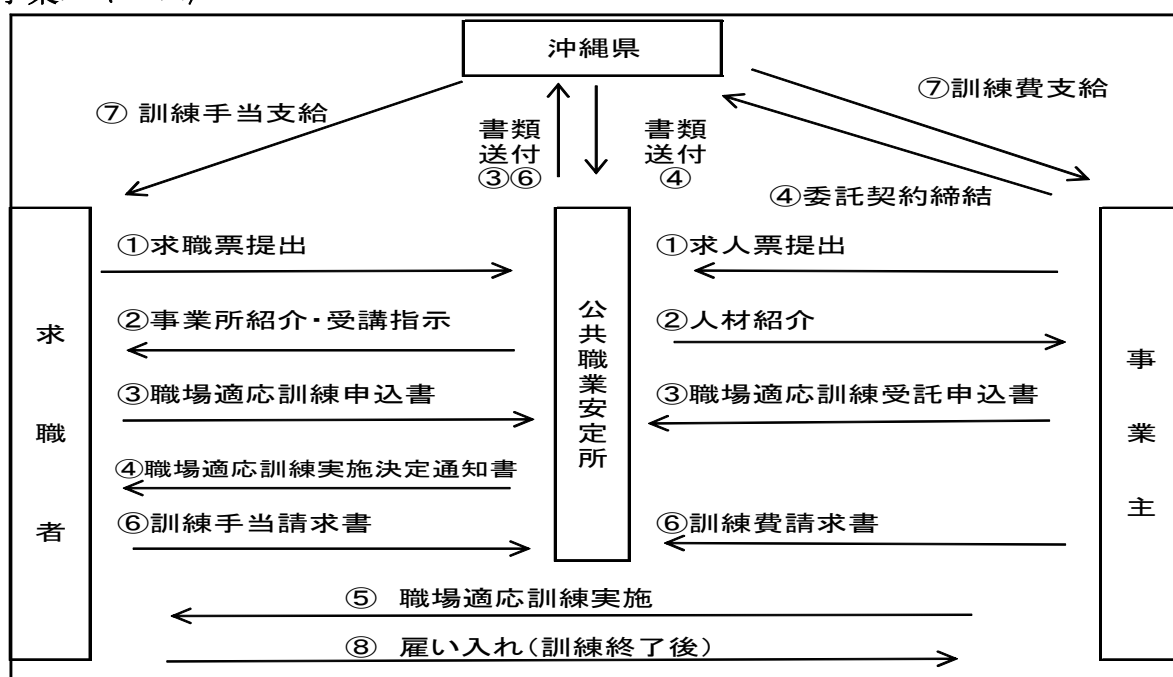 沖縄県
⑦ 訓練手当支給
⑦訓練費支給
書類
送付
③⑥
書類
送付
④
④委託契約締結
①求職票提出
①求人票提出
②事業所紹介・受講指示
②人材紹介
③職場適応訓練申込書
③職場適応訓練受託申込書
④職場適応訓練実施決定通知書
⑥訓練手当請求書
⑥訓練費請求書
求職者
公共職業安定所
事業主
⑤ 職場適応訓練実施
⑧ 雇い入れ(訓練終了後)